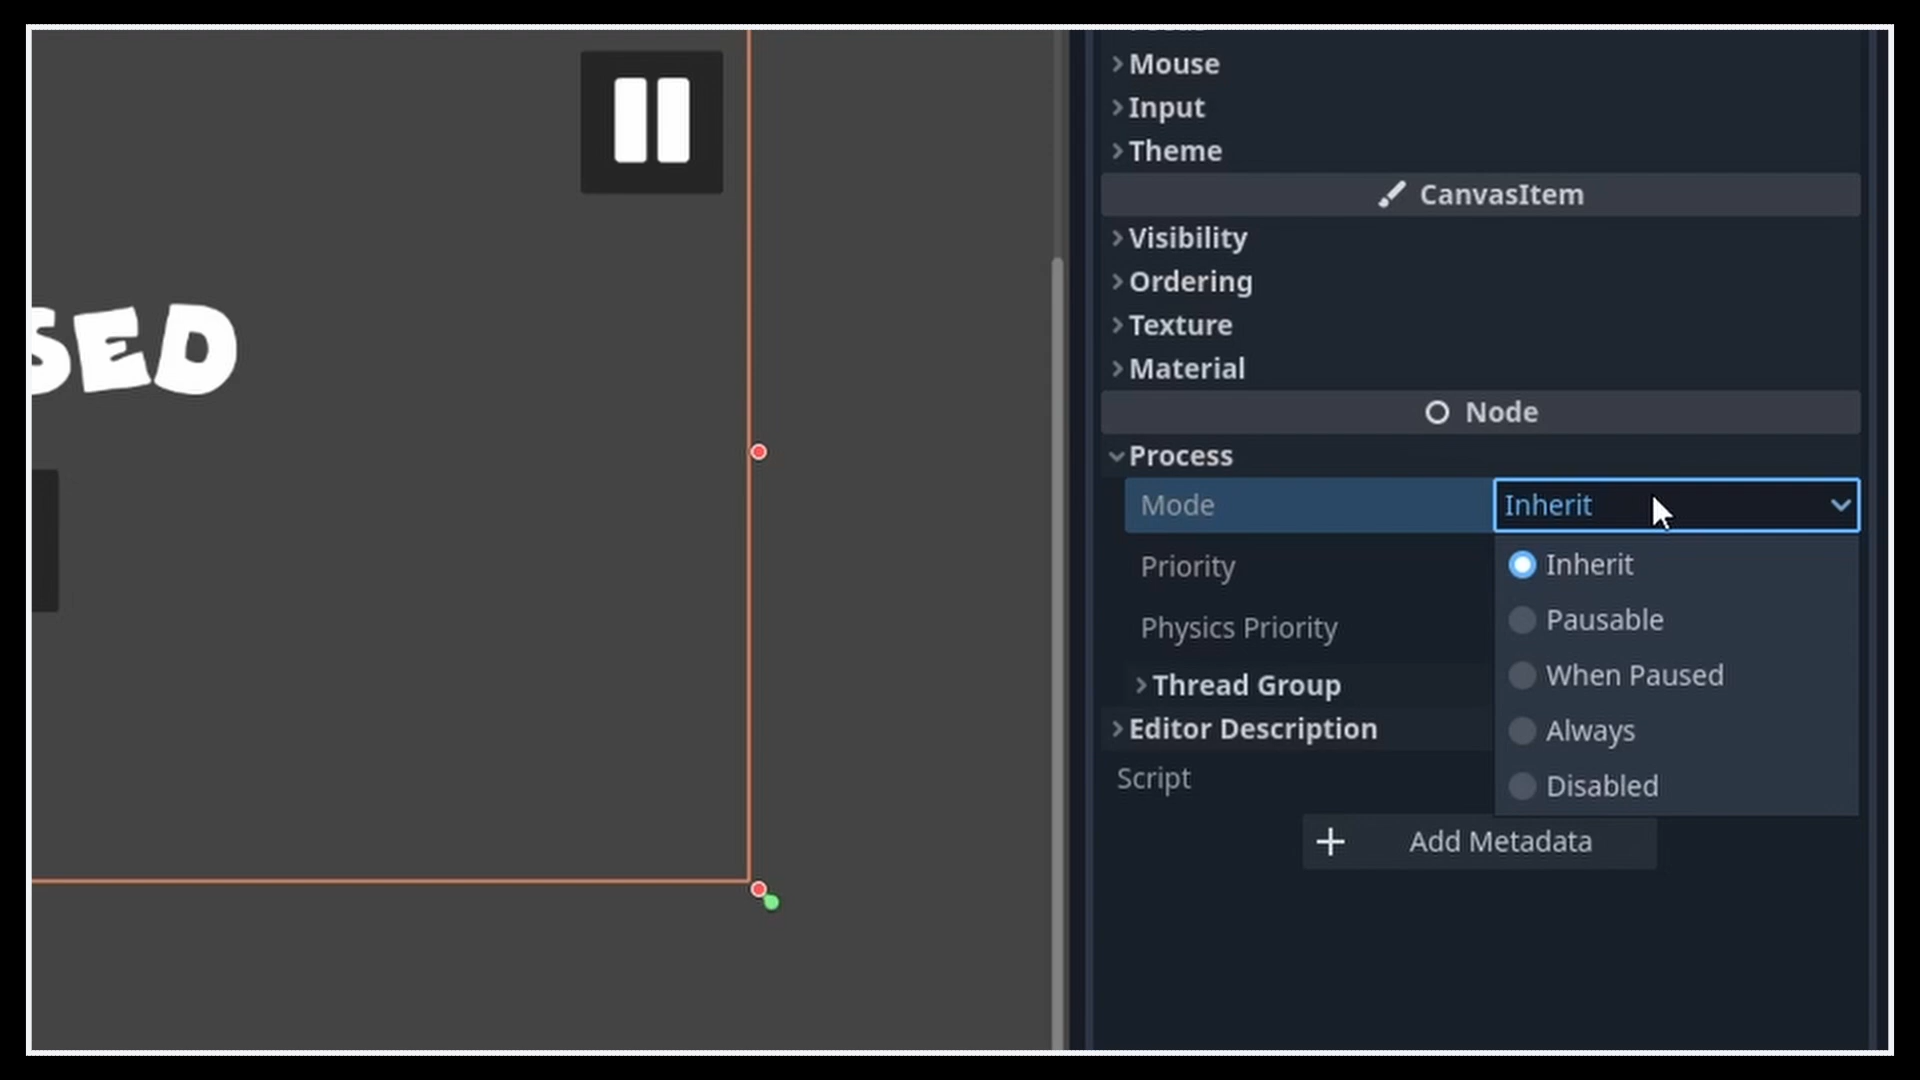 SED
Mouse
Input
Theme
CanvasItem
Visibility
Ordering
Texture
Material
Node
Process
Mode Inherit
Inherit
Priority
Pausable
Physics Priority
When Paused
Thread Group
Editor Description
Always
Script
Disabled
Add Metadata